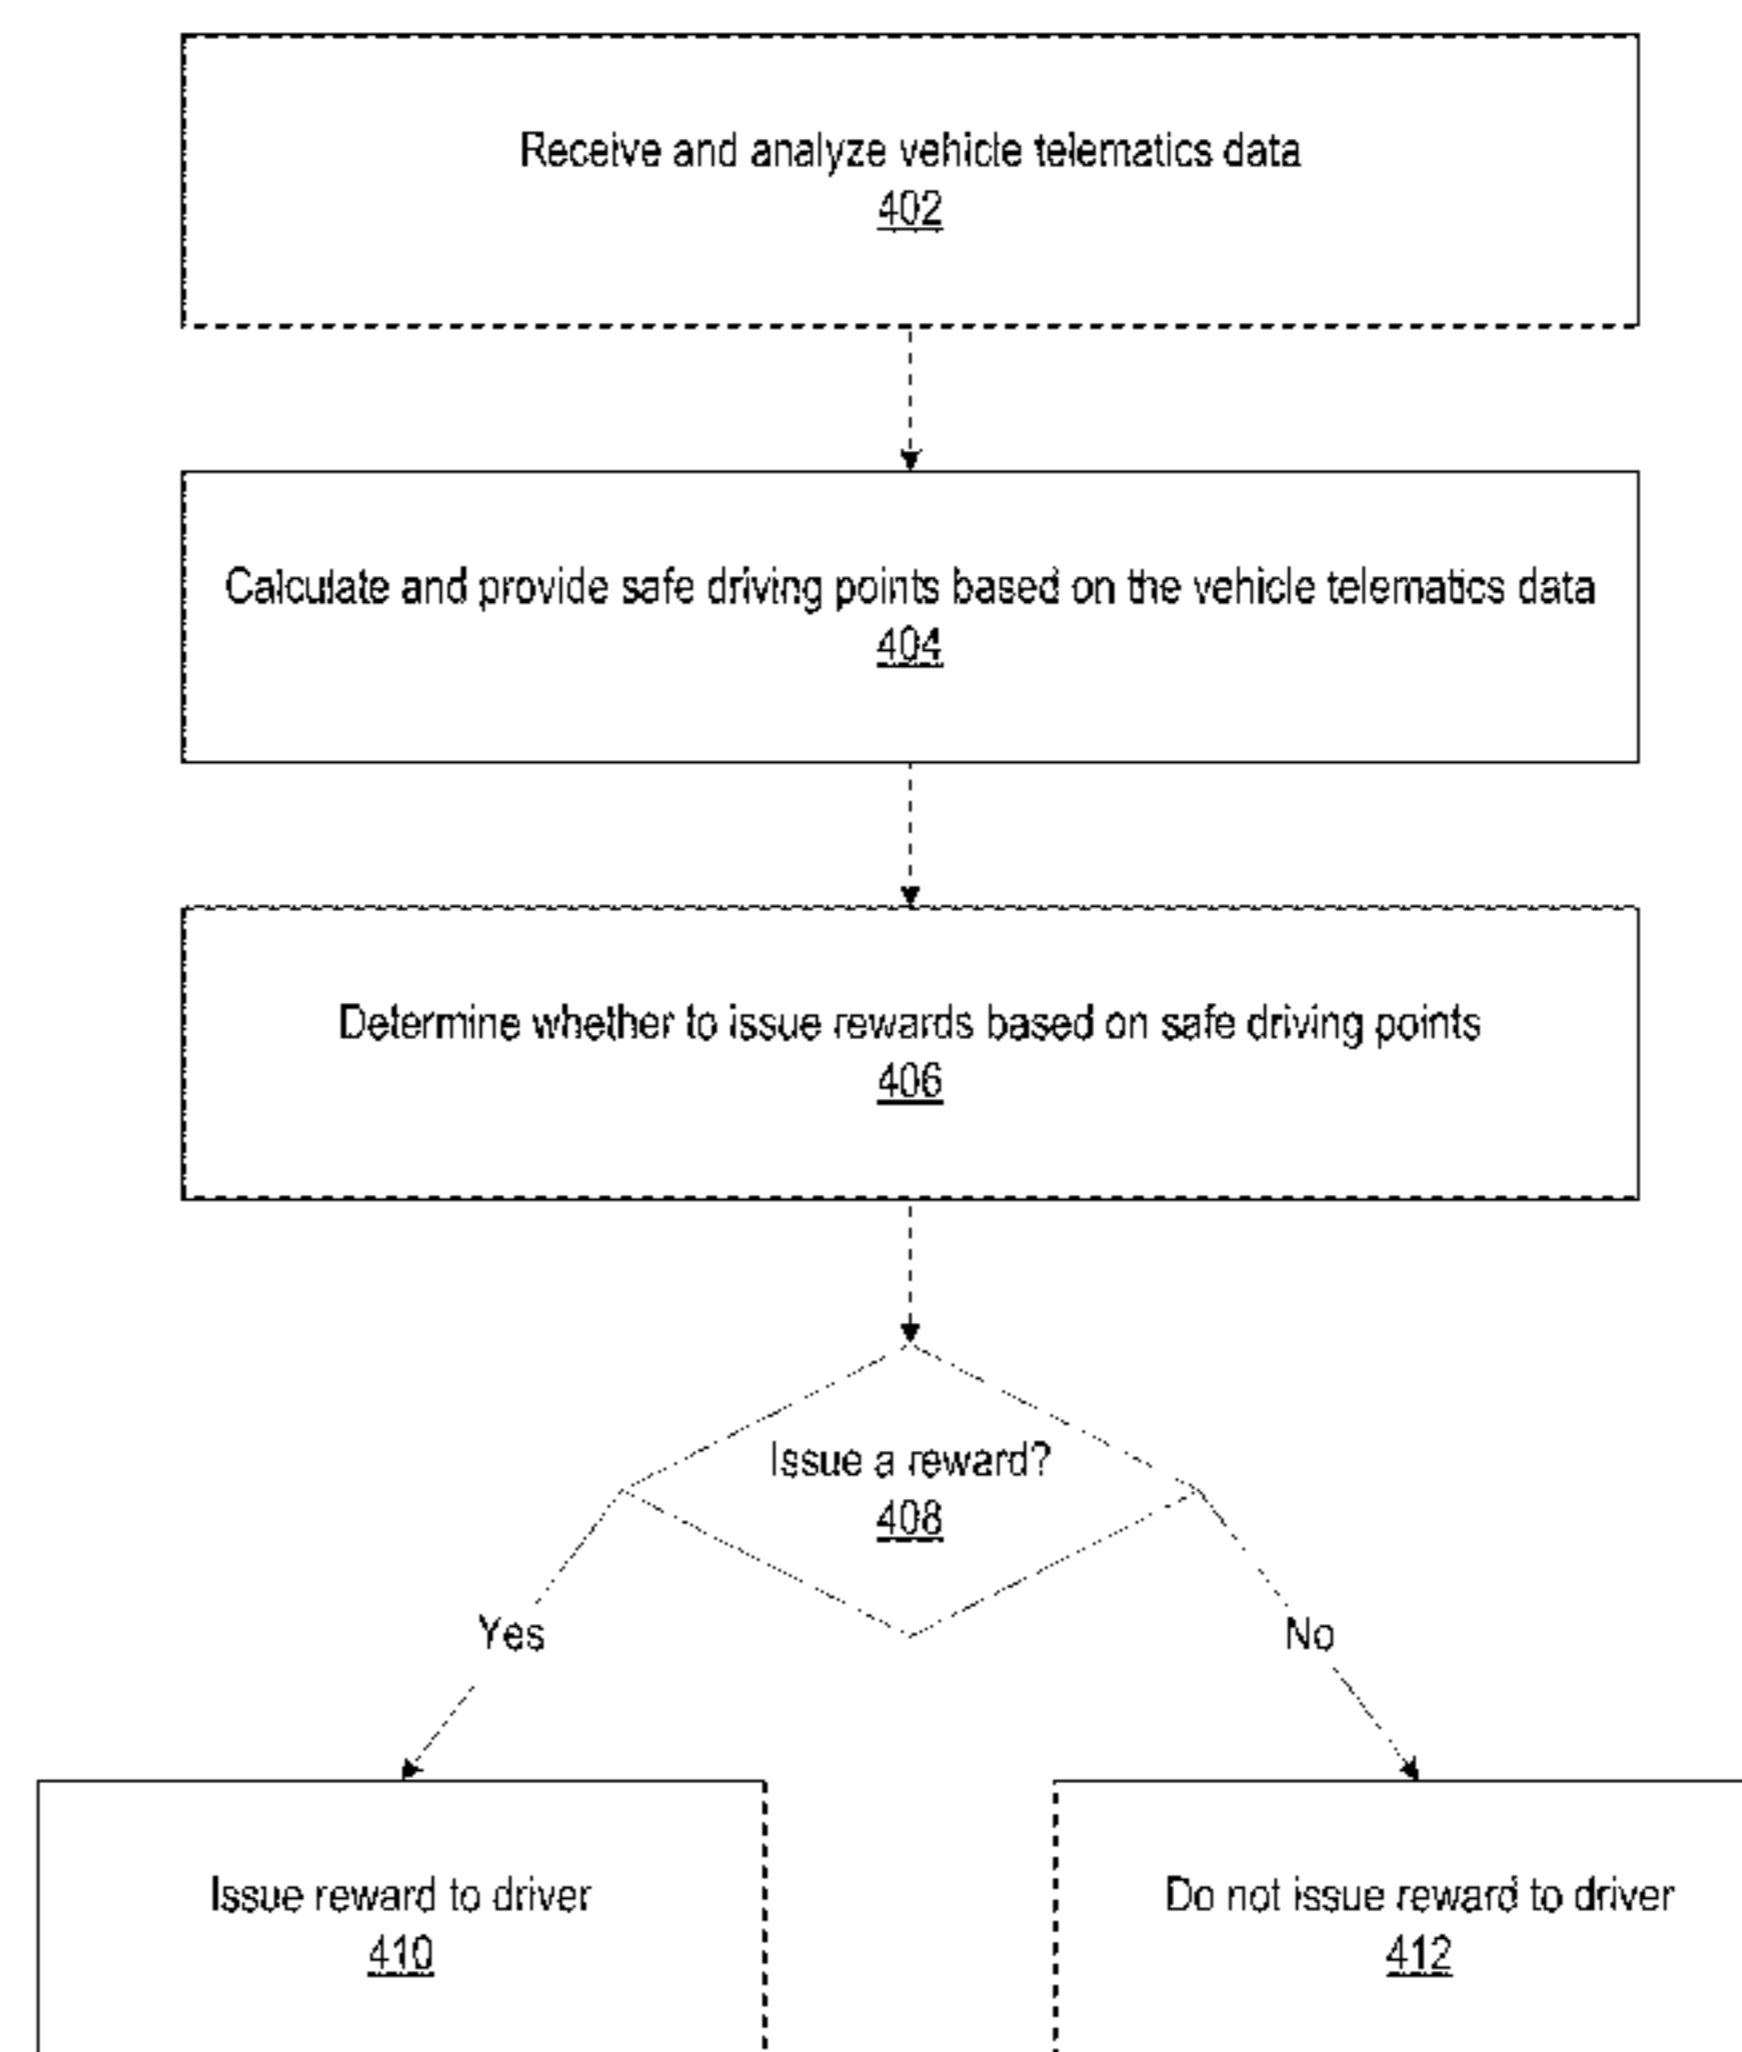 Receive and analyze vehicle telematics data
402
Calculate and provide safe driving points based on the vehicle telematics data
404
Determine whether to issue rewards based on safe driving points
406
Issue a reward?
408
Yes
No
Issue reward to driver
410
Do not issue reward to driver
412